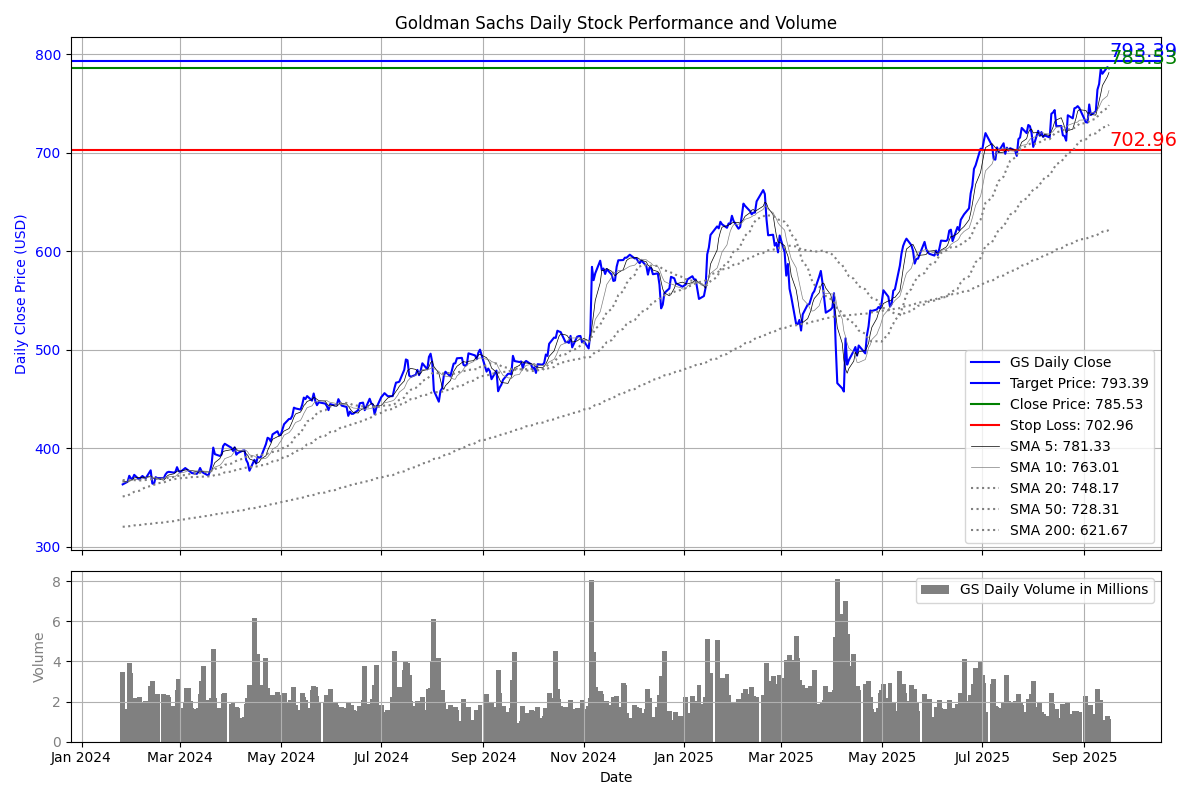 Goldman Sachs Daily Stock Performance and Volume
793.39
785.53
702.96
Daily Close Price (USD)
800
700
600
500
400
300
GS Daily Close
Target Price: 793.39
Close Price: 785.53
Stop Loss: 702.96
SMA 5: 781.33
SMA 10: 763.01
SMA 20: 748.17
SMA 50: 728.31
SMA 200: 621.67
Volume
8
6
4
2
0
GS Daily Volume in Millions
Jan 2024
Mar 2024
May 2024
Jul 2024
Sep 2024
Nov 2024
Jan 2025
Mar 2025
May 2025
Jul 2025
Sep 2025
Date